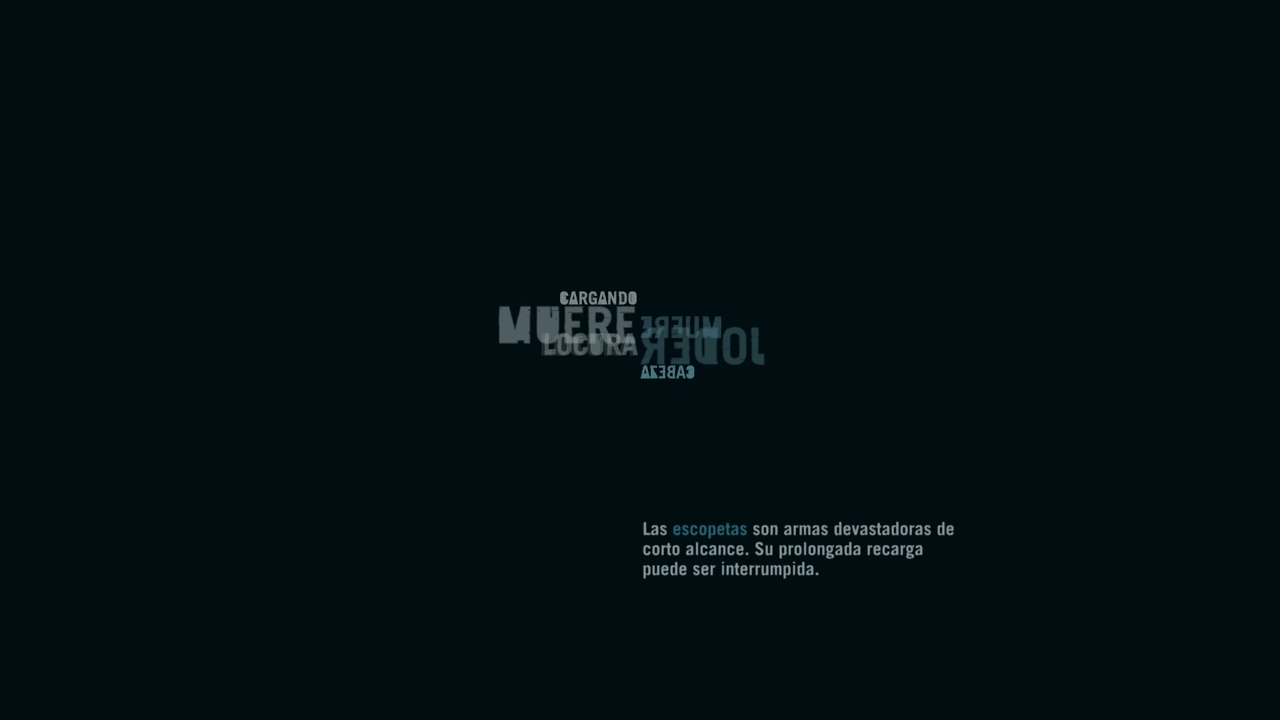 CARGANDO
MUERE
MUERE
LOCURA
JODER
CABEZA
Las escopetas son armas devastadoras de
corto alcance. Su prolongada recarga
puede ser interrumpida.